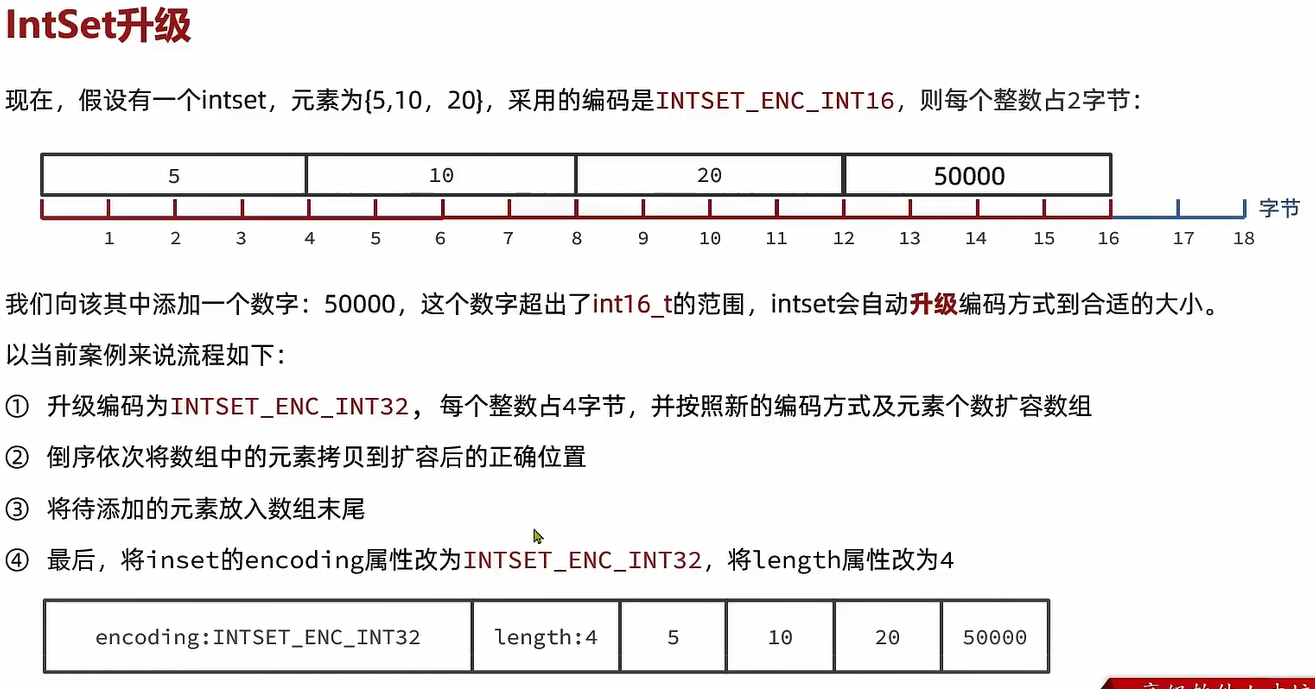 IntSet升级
现在，假设有一个intset，元素为{5,10，20}，采用的编码是INTSET_ENC_INT16，则每个整数占2字节：
5 10 20 50000
字节
1 2 3 4 5 6 7 8 9 10 11 12 13 14 15 16 17 18
我们向该其中添加一个数字：50000，这个数字超出了int16_t的范围，intset会自动升级编码方式到合适的大小。
以当前案例来说流程如下：
① 升级编码为INTSET_ENC_INT32，每个整数占4字节，并按照新的编码方式及元素个数扩容数组
② 倒序依次将数组中的元素拷贝到扩容后的正确位置
③ 将待添加的元素放入数组末尾
④ 最后，将inset的encoding属性改为INTSET_ENC_INT32，将length属性改为4
encoding:INTSET_ENC_INT32 length:4 5 10 20 50000